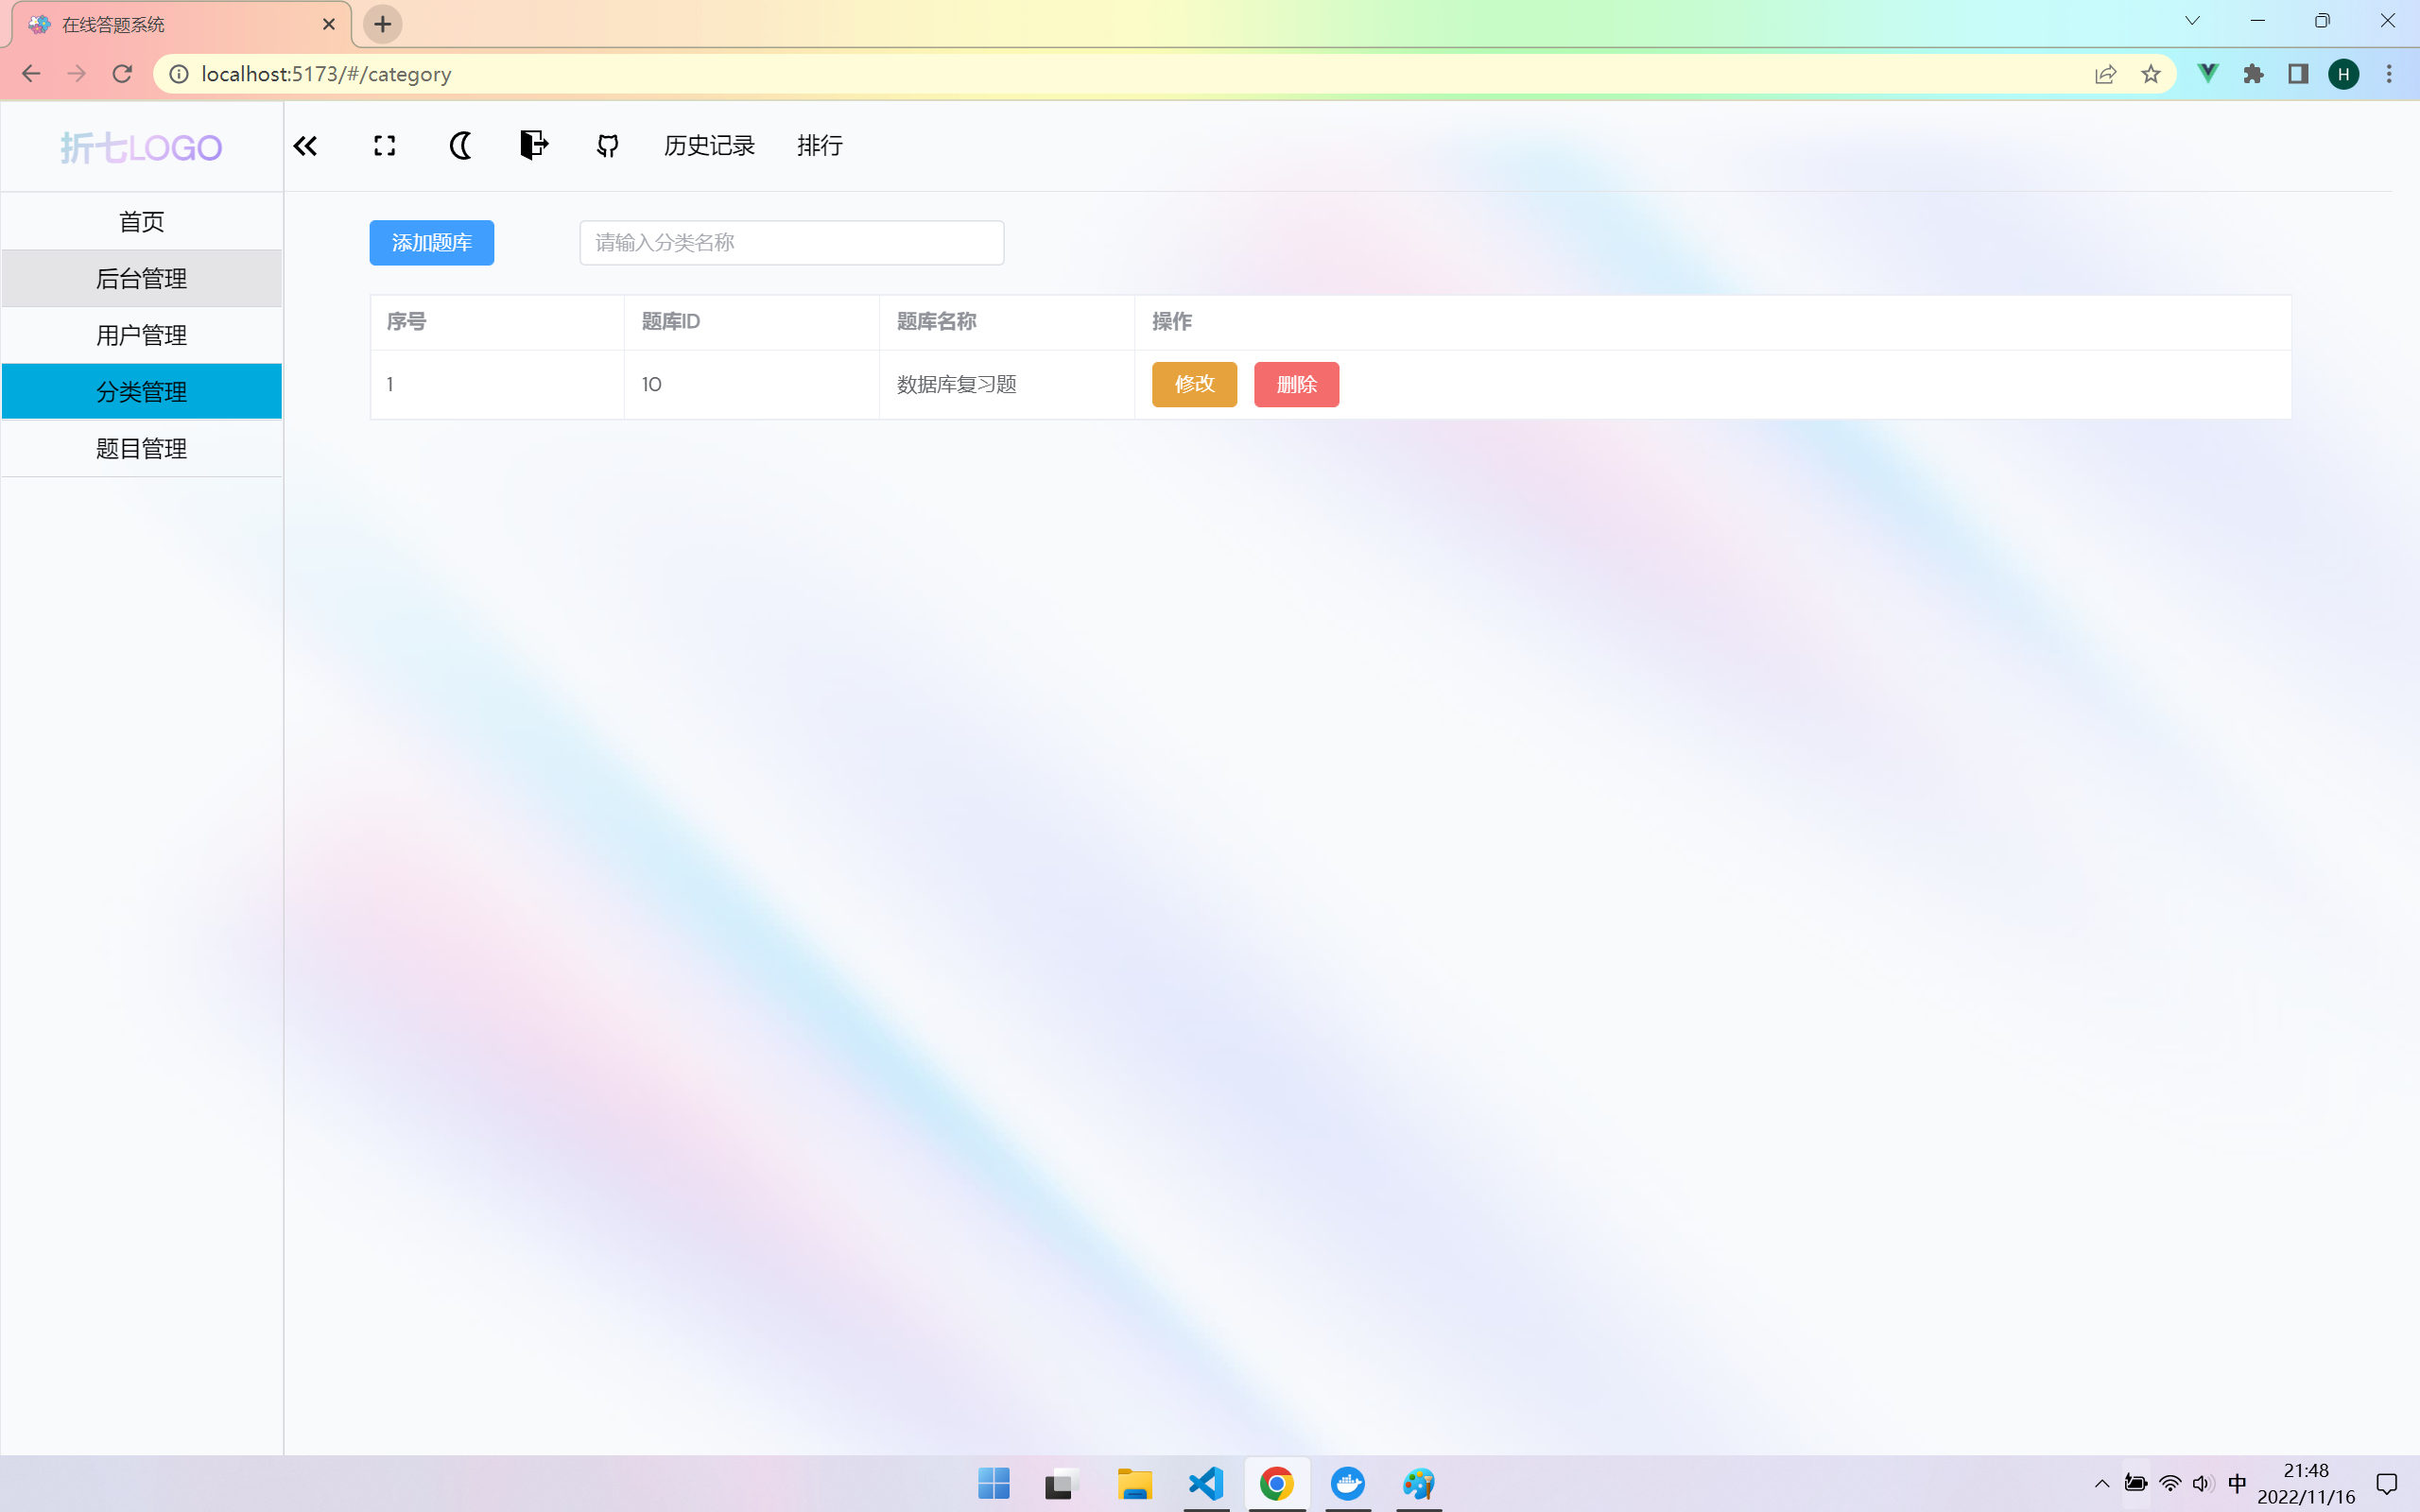 在线答题系统
localhost:5173/#/category
H
折七LOGO
历史记录
排行
首页
后台管理
用户管理
分类管理
题目管理
添加题库
请输入分类名称
序号 题库ID 题库名称 操作
1 10 数据库复习题 修改 删除
中
21:48
2022/11/16